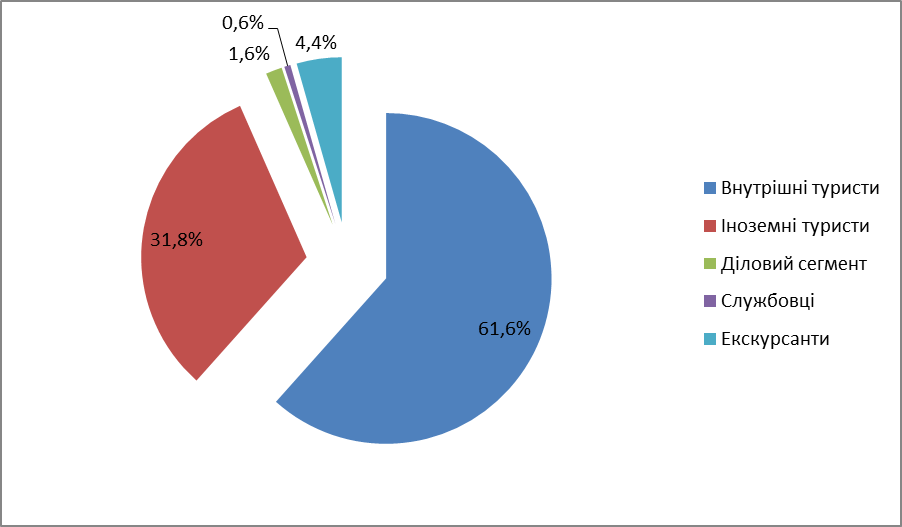 0,6%
1,6%
4,4%
31,8%
61,6%
Внутрішні туристи
Іноземні туристи
Діловий сегмент
Службовці
Екскурсанти